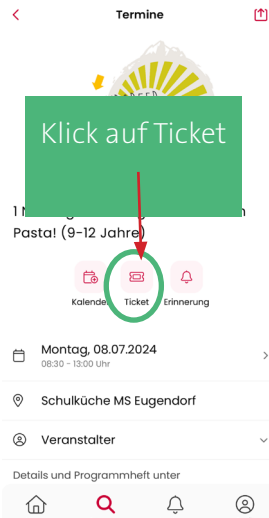 Termine
Klick auf Ticket
Pasta! (9-12 Jahre)
Kalender Ticket Erinnerung
Montag, 08.07.2024
08:30 - 13:00 Uhr
Schulküche MS Eugendorf
Veranstalter
Details und Programmheft unter